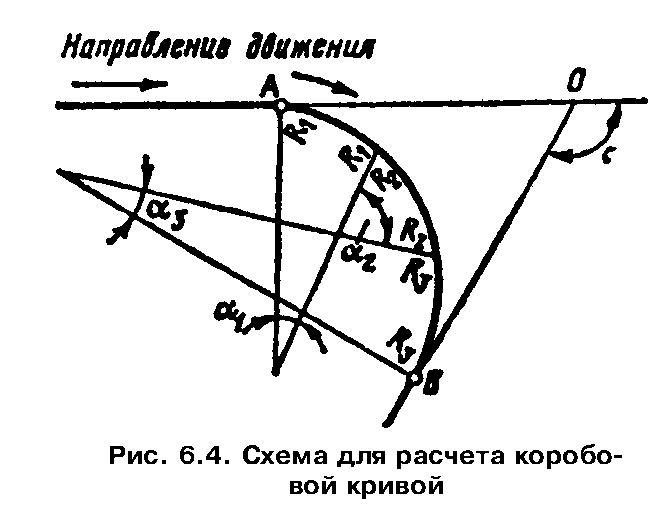 Направление движения
A
O
R₁
R₁
R₂
c
α₃
α₂
R₂
R₃
α₁
R₃
B
Рис. 6.4. Схема для расчета коробо-
вой кривой